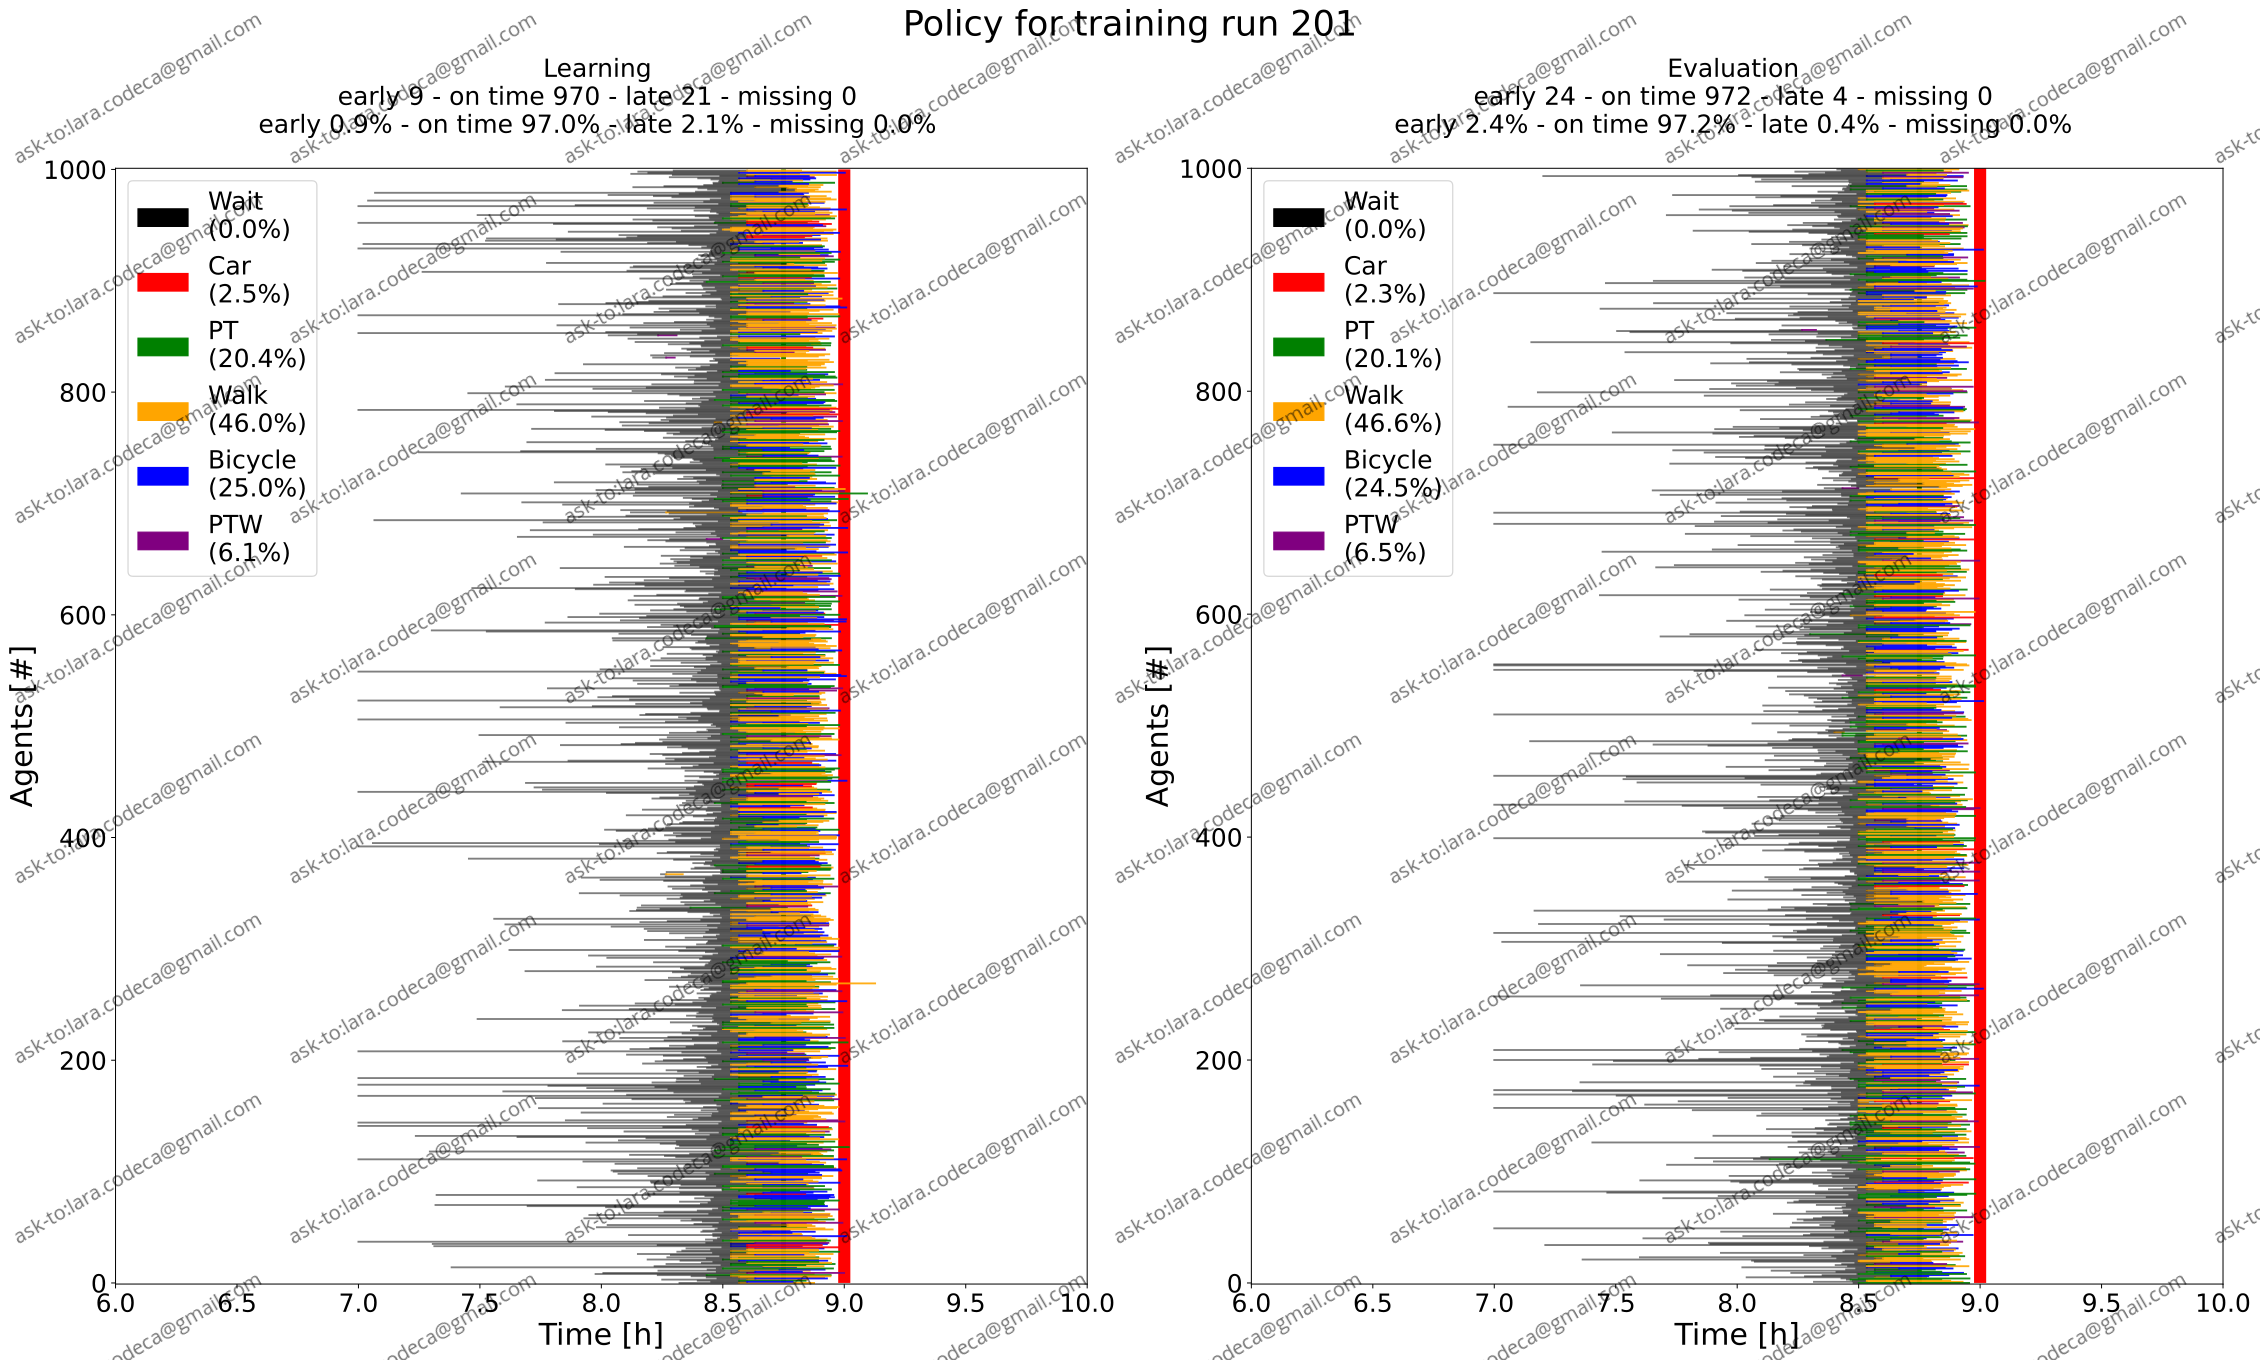 Policy for training run 201
Learning
early 9 - on time 970 - late 21 - missing 0
early 0.9% - on time 97.0% - late 2.1% - missing 0.0%
Wait
(0.0%)
Car
(2.5%)
PT
(20.4%)
Walk
(46.0%)
Bicycle
(25.0%)
PTW
(6.1%)
Agents [#]
1000
800
600
400
200
0
6.0 6.5 7.0 7.5 8.0 8.5 9.0 9.5 10.0
Time [h]
Evaluation
early 24 - on time 972 - late 4 - missing 0
early 2.4% - on time 97.2% - late 0.4% - missing 0.0%
Wait
(0.0%)
Car
(2.3%)
PT
(20.1%)
Walk
(46.6%)
Bicycle
(24.5%)
PTW
(6.5%)
Agents [#]
1000
800
600
400
200
0
6.0 6.5 7.0 7.5 8.0 8.5 9.0 9.5 10.0
Time [h]
ask-to:lara.codeca@gmail.com